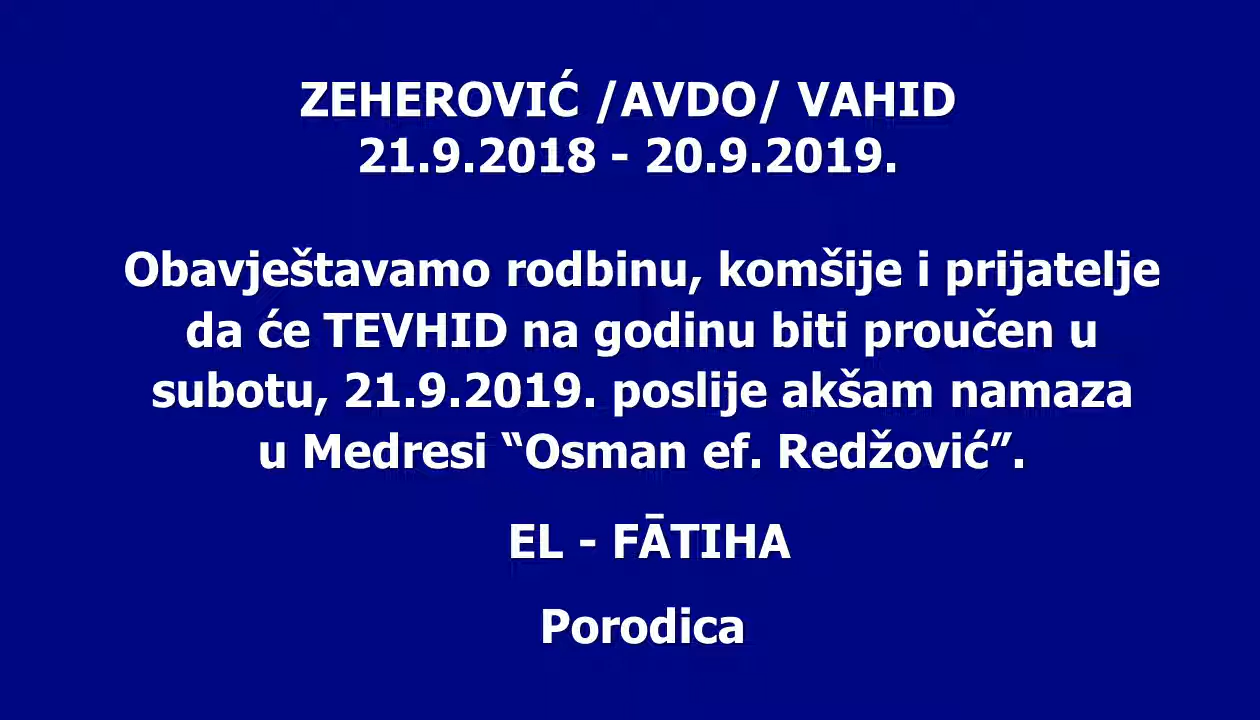 ZEHEROVIĆ /AVDO/ VAHID
21.9.2018 - 20.9.2019.
Obavještavamo rodbinu, komšije i prijatelje
da će TEVHID na godinu biti proučen u
subotu, 21.9.2019. poslije akšam namaza
u Medresi “Osman ef. Redžović”.
EL - FĀTIHA
Porodica